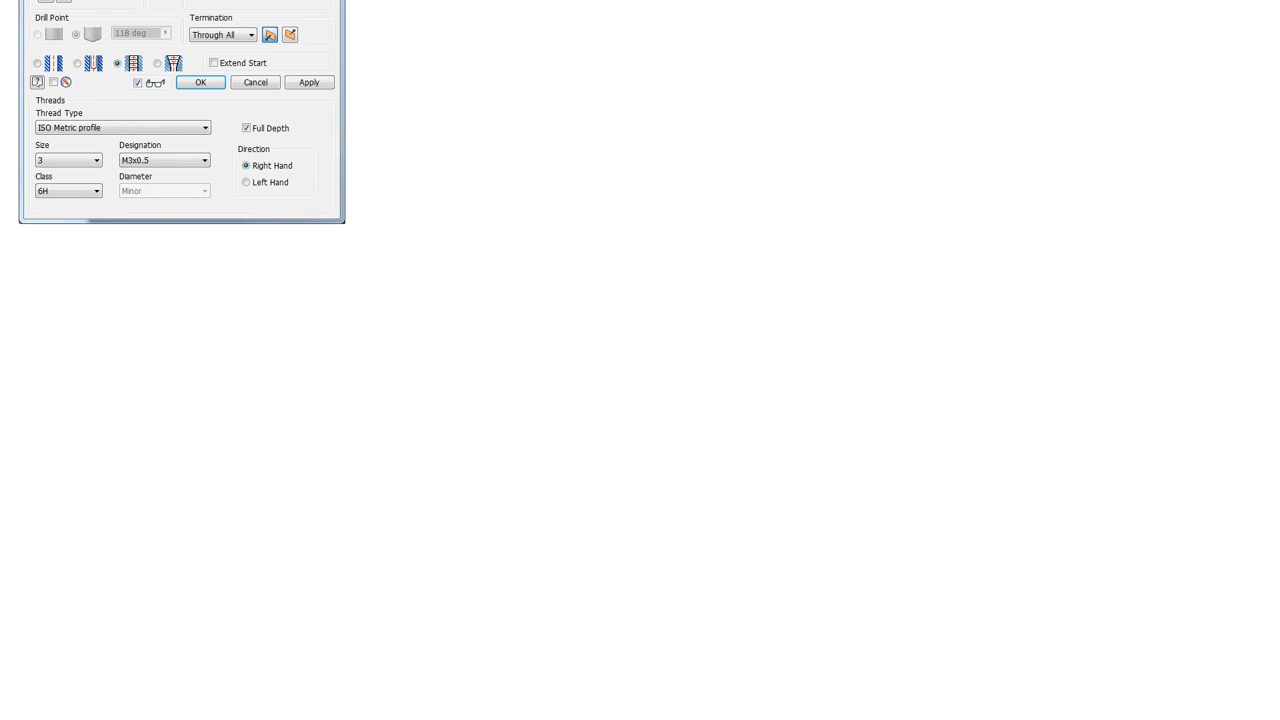 Drill Point
118 deg
Termination
Through All
Extend Start
OK
Cancel
Apply
Threads
Thread Type
ISO Metric profile
Full Depth
Size
Designation
3
M3x0.5
Direction
Right Hand
Left Hand
Class
Diameter
6H
Minor